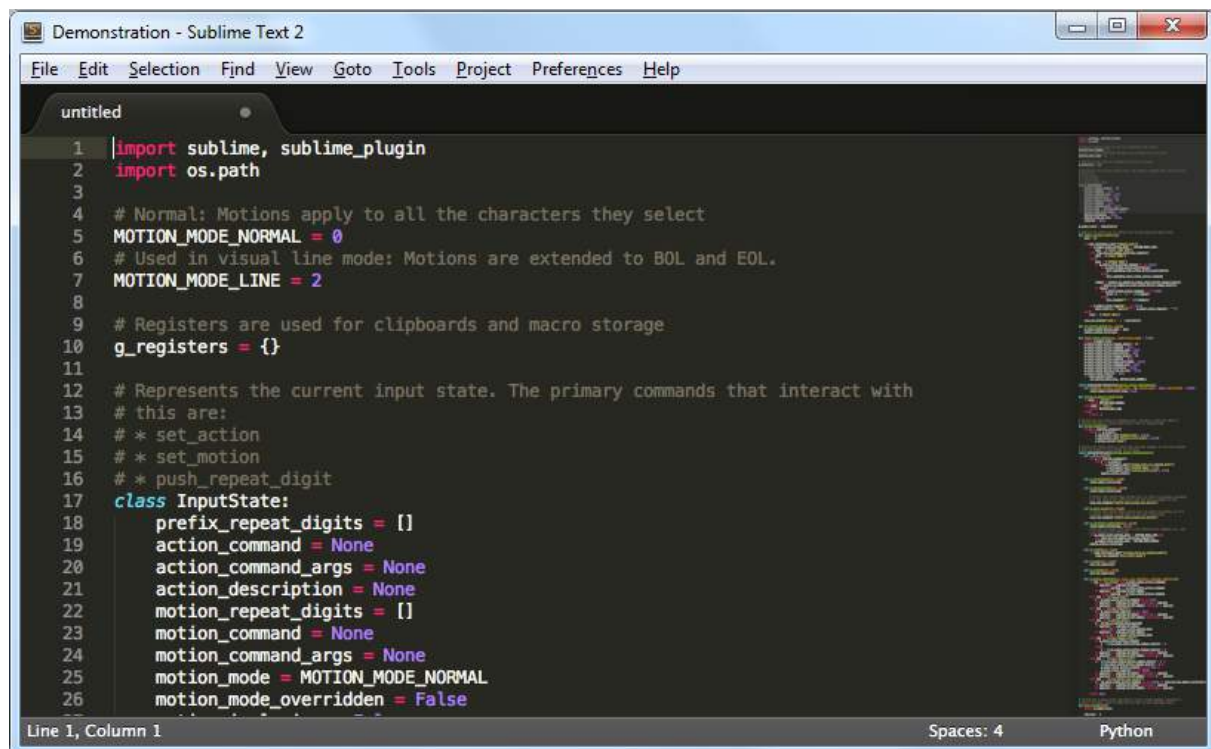 Demonstration - Sublime Text 2
File Edit Selection Find View Goto Tools Project Preferences Help
untitled
1 import sublime, sublime_plugin
2 import os.path
3
4 # Normal: Motions apply to all the characters they select
5 MOTION_MODE_NORMAL = 0
6 # Used in visual line mode: Motions are extended to BOL and EOL.
7 MOTION_MODE_LINE = 2
8
9 # Registers are used for clipboards and macro storage
10 g_registers = {}
11
12 # Represents the current input state. The primary commands that interact with
13 # this are:
14 # * set_action
15 # * set_motion
16 # * push_repeat_digit
17 class InputState:
18     prefix_repeat_digits = []
19     action_command = None
20     action_command_args = None
21     action_description = None
22     motion_repeat_digits = []
23     motion_command = None
24     motion_command_args = None
25     motion_mode = MOTION_MODE_NORMAL
26     motion_mode_overridden = False
Line 1, Column 1 Spaces: 4 Python